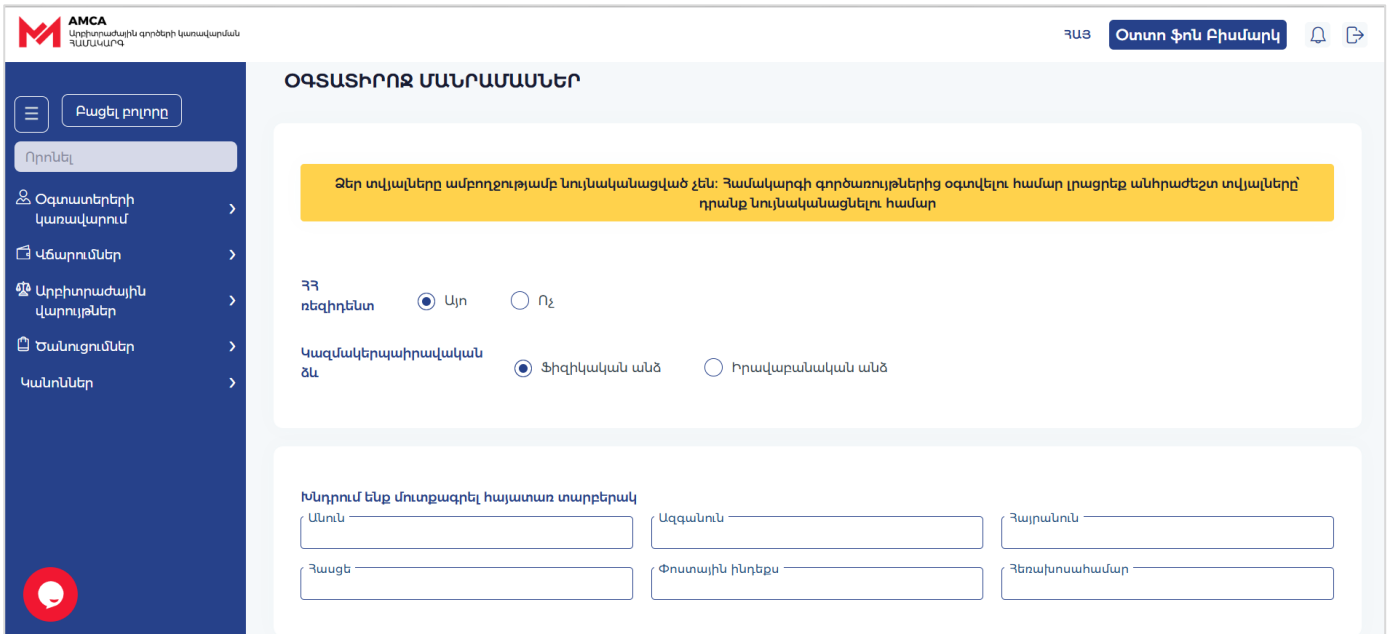 AMCA
Արբիտրաժային գործերի կառավարման
ՀԱՄԱԿԱՐԳ
ՀԱՅ
Օտտո ֆոն Բիսմարկ
Բացել բոլորը
Որոնել
Օգտատերերի
կառավարում
Վճարումներ
Արբիտրաժային
վարույթներ
Ծանուցումներ
Կանոններ
ՕԳՏԱՏԻՐՈՋ ՄԱՆՐԱՄԱՍՆԵՐ
Ձեր տվյալները ամբողջությամբ նույնականացված չեն։ Համակարգի գործառույթներից օգտվելու համար լրացրեք անհրաժեշտ տվյալները՝
դրանք նույնականացնելու համար
ՀՀ
ռեզիդենտ
Այո
Ոչ
Կազմակերպաիրավական
ձև
Ֆիզիկական անձ
Իրավաբանական անձ
Խնդրում ենք մուտքագրել հայատառ տարբերակ
Անուն
Ազգանուն
Հայրանուն
Հասցե
Փոստային ինդեքս
Հեռախոսահամար